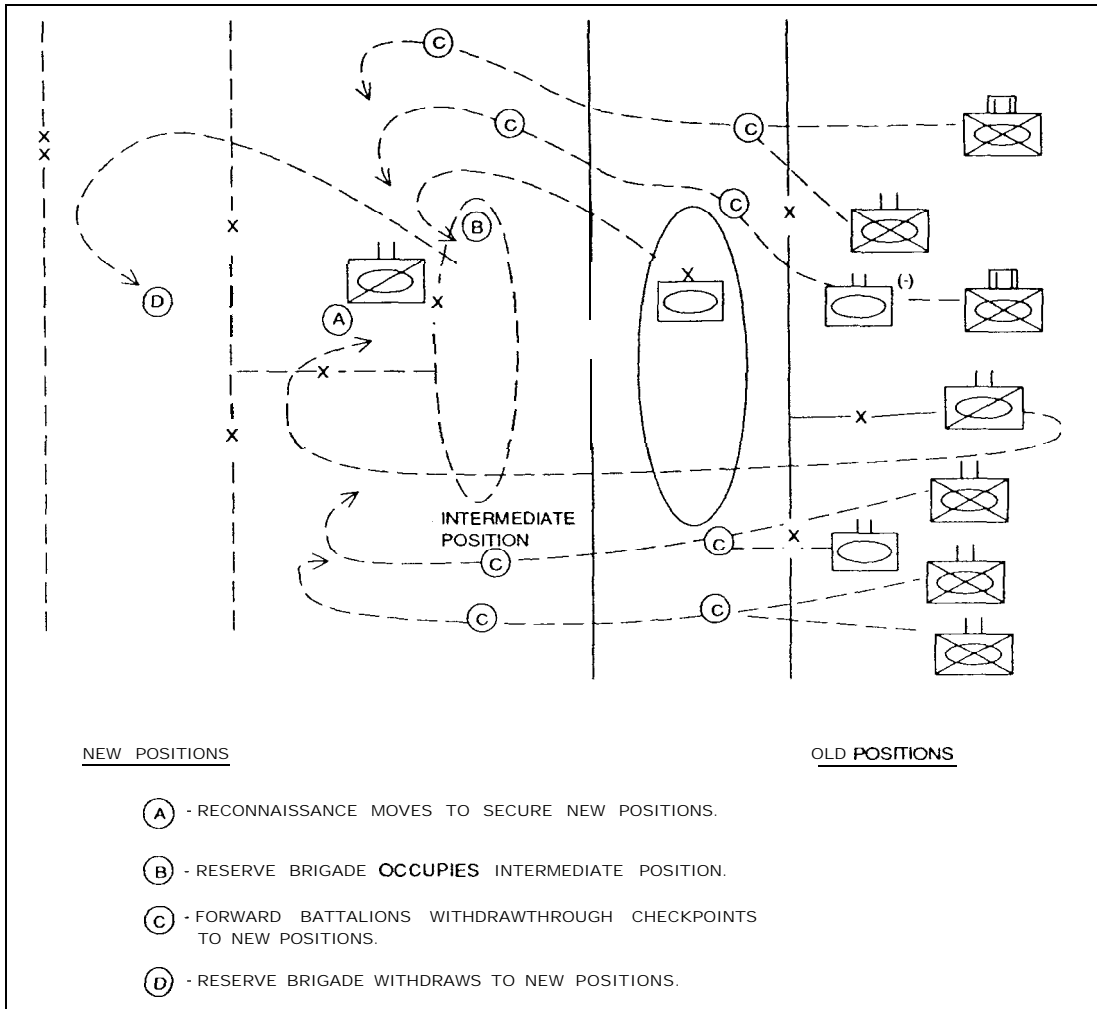 C
C
C
C
B
D
A
(-)
X
X
X
X
X
X
X
X
X
X
INTERMEDIATE
POSITION
C
C
C
C
NEW POSITIONS
OLD POSITIONS
A - RECONNAISSANCE MOVES TO SECURE NEW POSITIONS.
B - RESERVE BRIGADE OCCUPIES INTERMEDIATE POSITION.
C - FORWARD BATTALIONS WITHDRAWTHROUGH CHECKPOINTS
TO NEW POSITIONS.
D - RESERVE BRIGADE WITHDRAWS TO NEW POSITIONS.